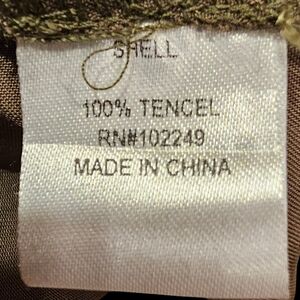 SHELL
100% TENCEL
RN#102249
MADE IN CHINA